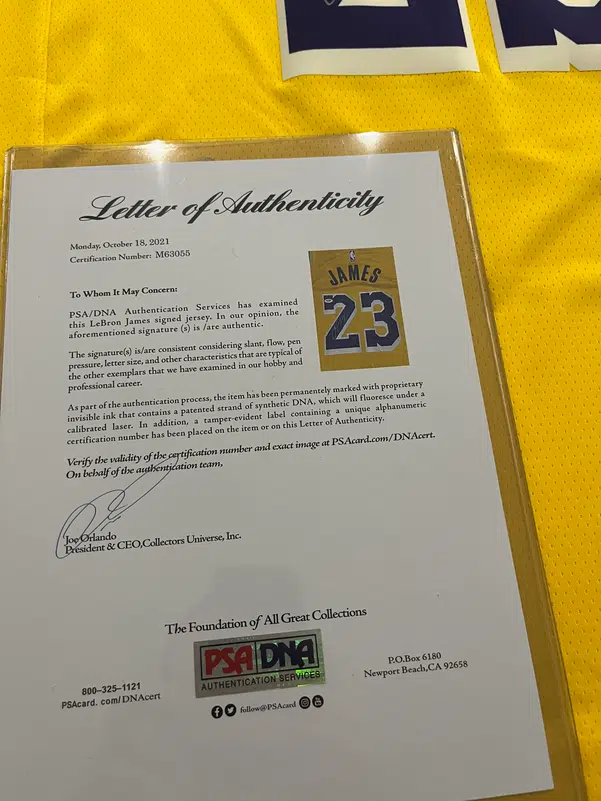 Letter of Authenticity
Monday, October 18, 2021
Certification Number: M63055
To Whom It May Concern:
PSA/DNA Authentication Services has examined
this LeBron James signed jersey. In our opinion, the
aforementioned signature (s) is /are authentic.
JAMES
23
The signature(s) is/are consistent considering slant, flow, pen
pressure, letter size, and other characteristics that are typical of
the other exemplars that we have examined in our hobby and
professional career.
As part of the authentication process, the item has been permanently marked with proprietary
invisible ink that contains a patented strand of synthetic DNA, which will fluoresce under a
calibrated laser. In addition, a tamper-evident label containing a unique alphanumeric
certification number has been placed on the item or on this Letter of Authenticity.
Verify the validity of the certification number and exact image at PSAcard.com/DNAcert.
On behalf of the authentication team,
Joe Orlando
President & CEO,Collectors Universe, Inc.
The Foundation of All Great Collections
PSA DNA
AUTHENTICATION SERVICES
800-325-1121
PSAcard.com/DNAcert
follow@PSAcard
P.O.Box 6180
Newport Beach,CA 92658